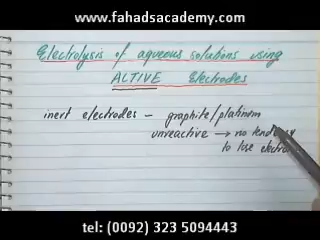 www.fahadsacademy.com
Electrolysis of aqueous solutions using
ACTIVE Electrodes
inert electrodes – graphite/platinum
unreactive → no tendency
to lose electron
tel: (0092) 323 5094443